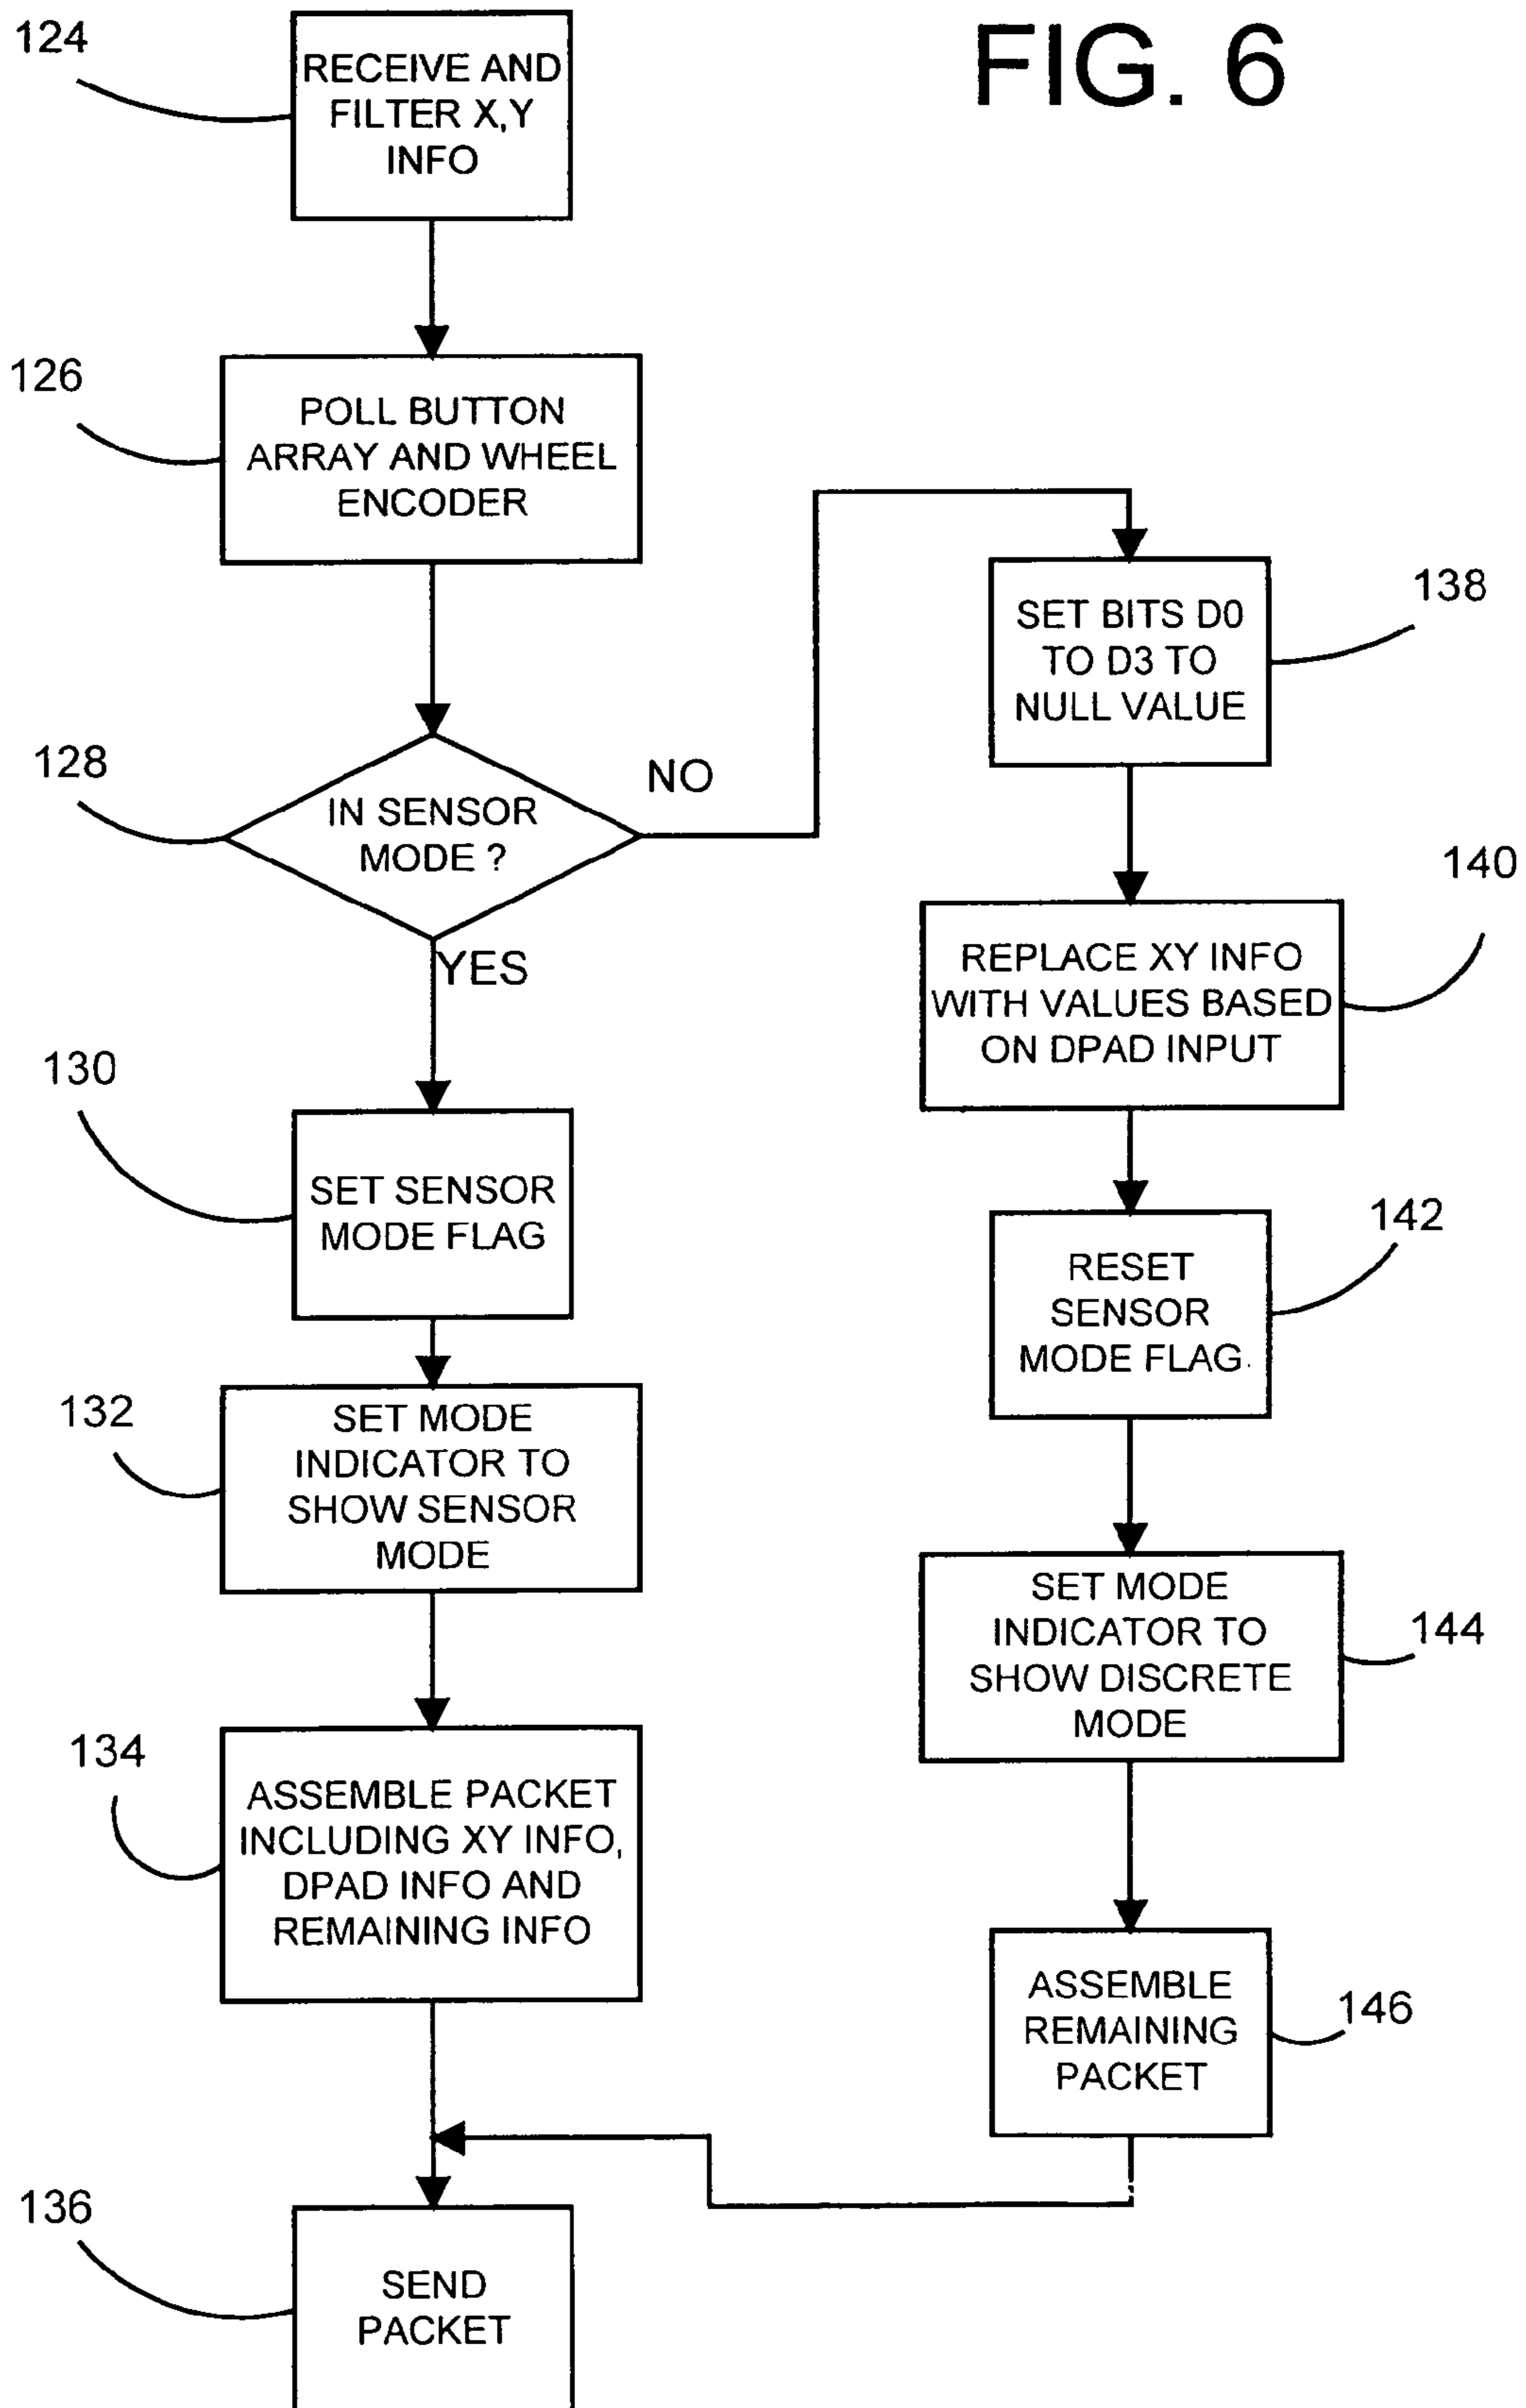 FIG. 6
124
RECEIVE AND
FILTER X,Y
INFO
126
POLL BUTTON
ARRAY AND WHEEL
ENCODER
128
IN SENSOR
MODE ?
NO
YES
130
SET SENSOR
MODE FLAG
132
SET MODE
INDICATOR TO
SHOW SENSOR
MODE
134
ASSEMBLE PACKET
INCLUDING XY INFO,
DPAD INFO AND
REMAINING INFO
136
SEND
PACKET
138
SET BITS D0
TO D3 TO
NULL VALUE
140
REPLACE XY INFO
WITH VALUES BASED
ON DPAD INPUT
142
RESET
SENSOR
MODE FLAG
144
SET MODE
INDICATOR TO
SHOW DISCRETE
MODE
146
ASSEMBLE
REMAINING
PACKET